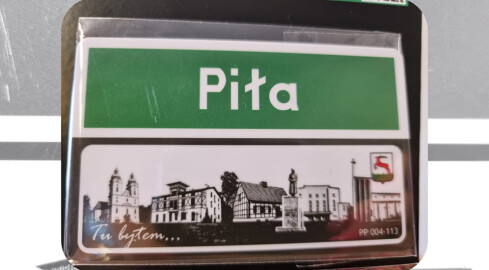 Piła
Tu byłem...
PP 004-113